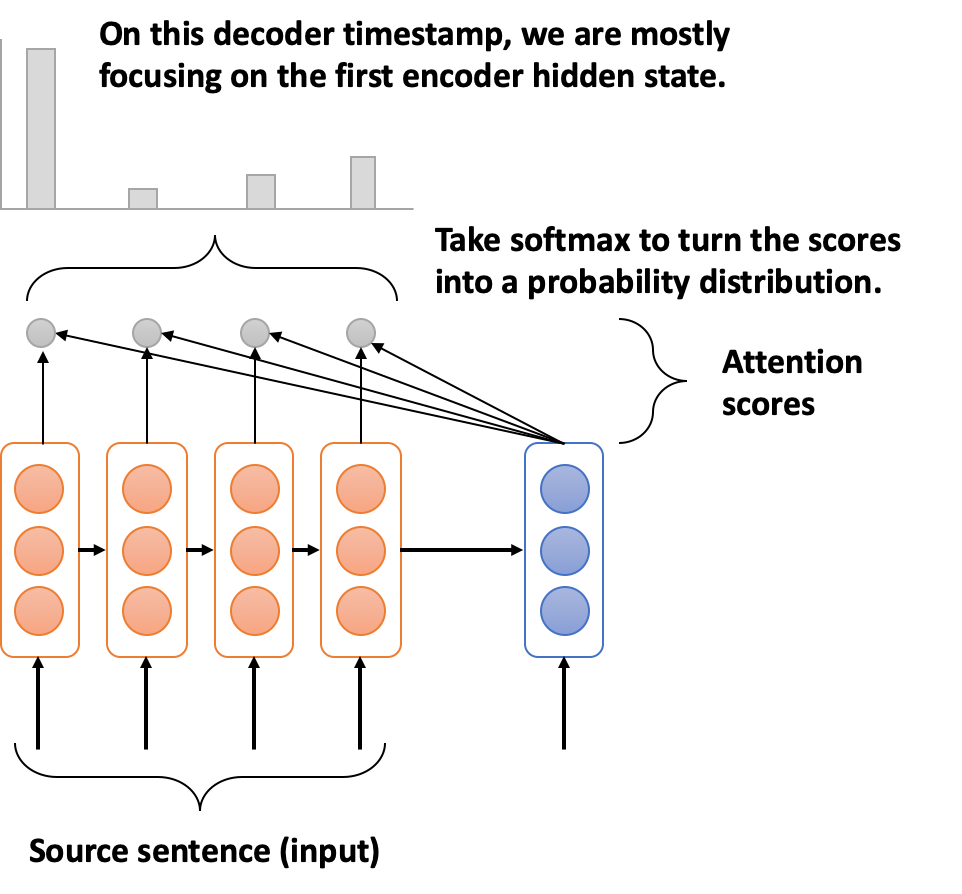 On this decoder timestamp, we are mostly
focusing on the first encoder hidden state.
Take softmax to turn the scores
into a probability distribution.
Attention
scores
Source sentence (input)